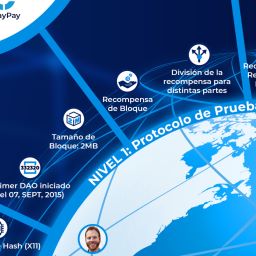 yPay
División de la
recompensa para
distintas partes
Recompensa
de Bloque
Tamaño de
Bloque: 2MB
332320
imer DAO iniciado
el 07, SEPT, 2015)
Hash (X11)
NIVEL 1: Protocolo de Prueba